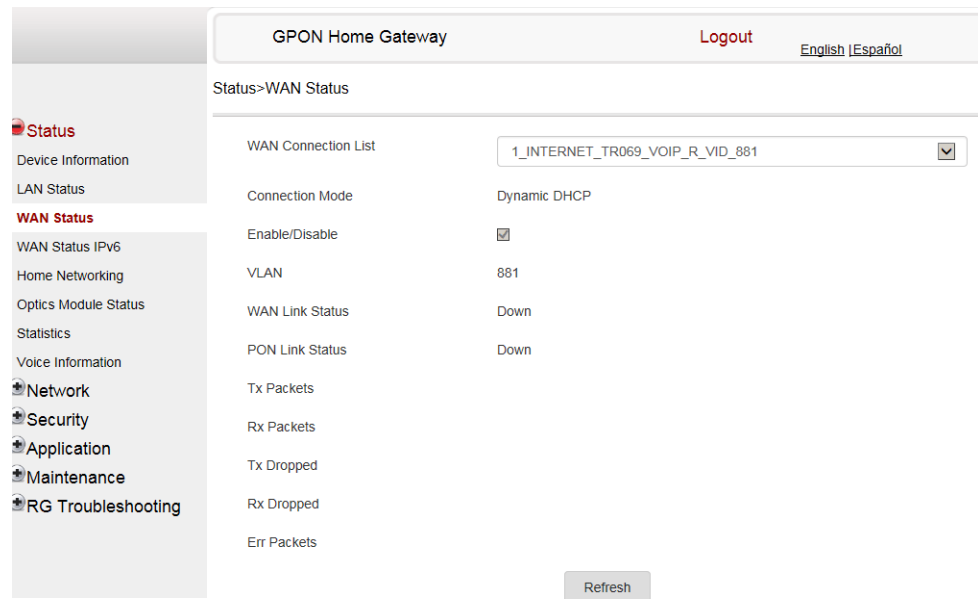 GPON Home Gateway
Logout
English |Español
Status>WAN Status
Status
Device Information
LAN Status
WAN Status
WAN Status IPv6
Home Networking
Optics Module Status
Statistics
Voice Information
Network
Security
Application
Maintenance
RG Troubleshooting
WAN Connection List 1_INTERNET_TR069_VOIP_R_VID_881
Connection Mode Dynamic DHCP
Enable/Disable
VLAN 881
WAN Link Status Down
PON Link Status Down
Tx Packets
Rx Packets
Tx Dropped
Rx Dropped
Err Packets
Refresh